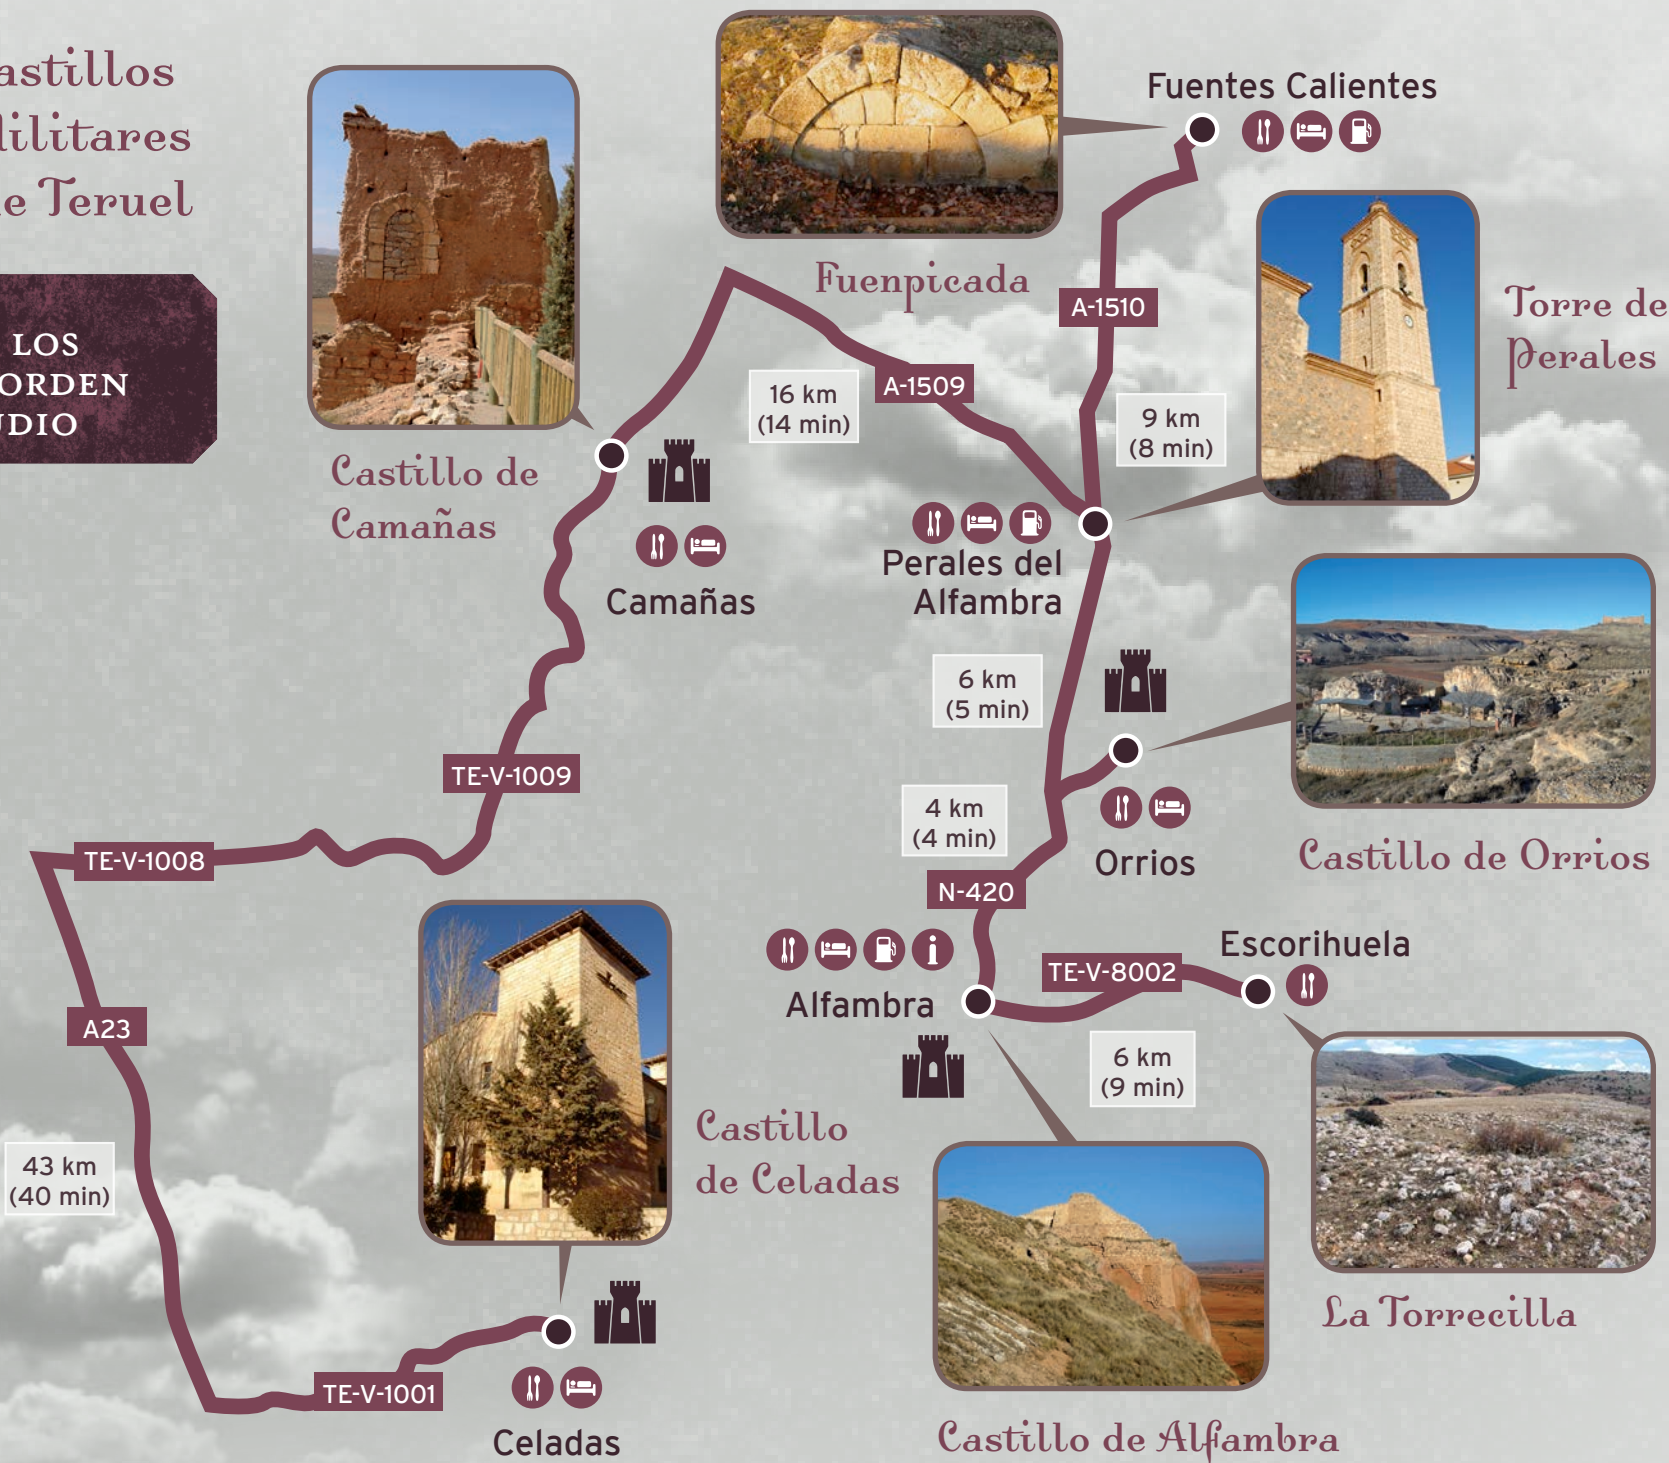 astillos
ilitares
e Teruel
LOS
ORDEN
UDIO
Castillo de
Camañas
Camañas
Fuenpicada
Fuentes Calientes
A-1510
Torre de
Perales
A-1509
16 km
(14 min)
9 km
(8 min)
Perales del
Alfambra
6 km
(5 min)
Orrios
Castillo de Orrios
4 km
(4 min)
N-420
Alfambra
TE-V-8002
Escorihuela
6 km
(9 min)
La Torrecilla
Castillo de Alfambra
TE-V-1009
TE-V-1008
A23
43 km
(40 min)
TE-V-1001
Castillo
de Celadas
Celadas